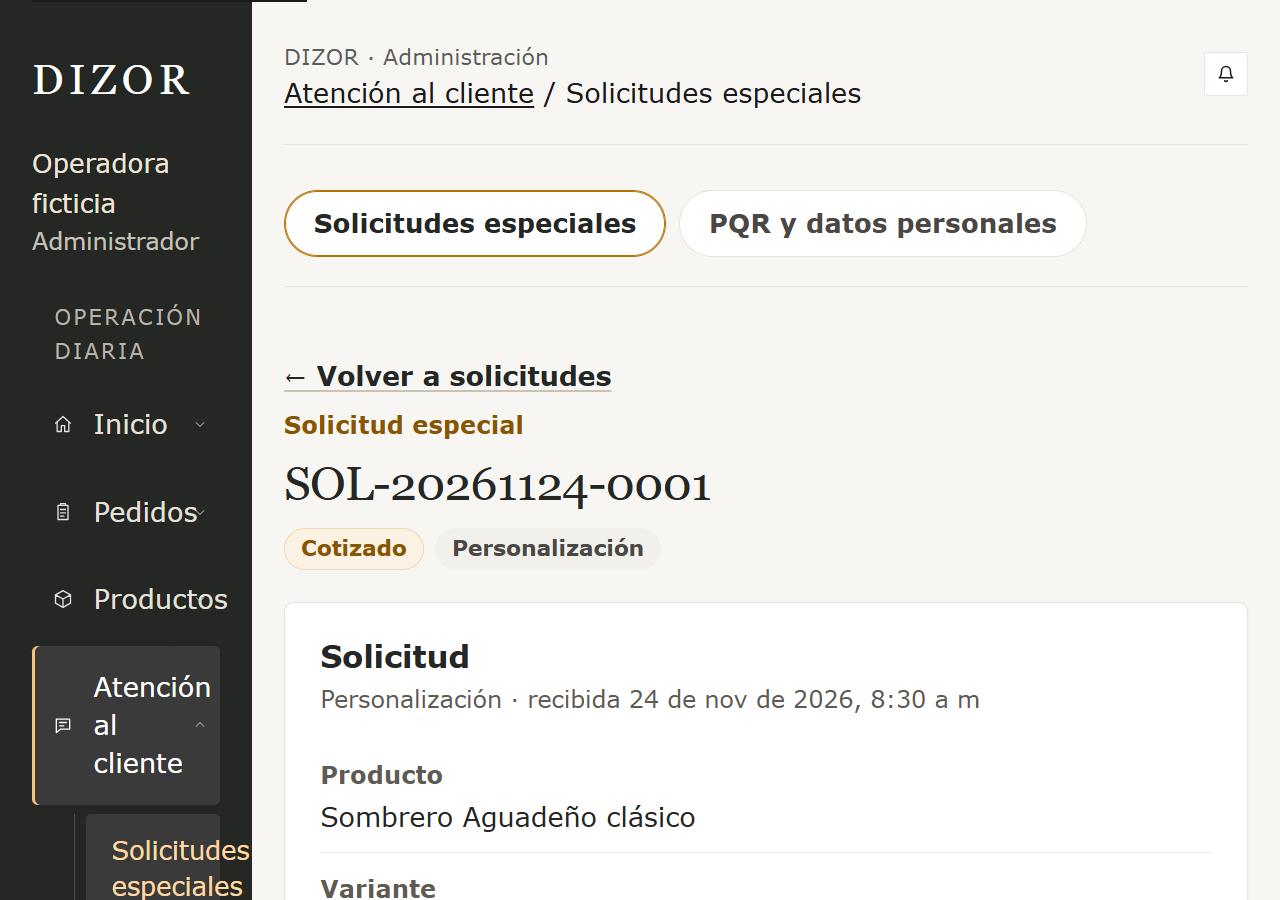 DIZOR
Operadora
ficticia
Administrador
OPERACIÓN
DIARIA
Inicio
Pedidos
Productos
Atención
al
cliente
Solicitudes
especiales
DIZOR · Administración
Atención al cliente / Solicitudes especiales
Solicitudes especiales
PQR y datos personales
← Volver a solicitudes
Solicitud especial
SOL-20261124-0001
Cotizado
Personalización
Solicitud
Personalización · recibida 24 de nov de 2026, 8:30 a m
Producto
Sombrero Aguadeño clásico
Variante